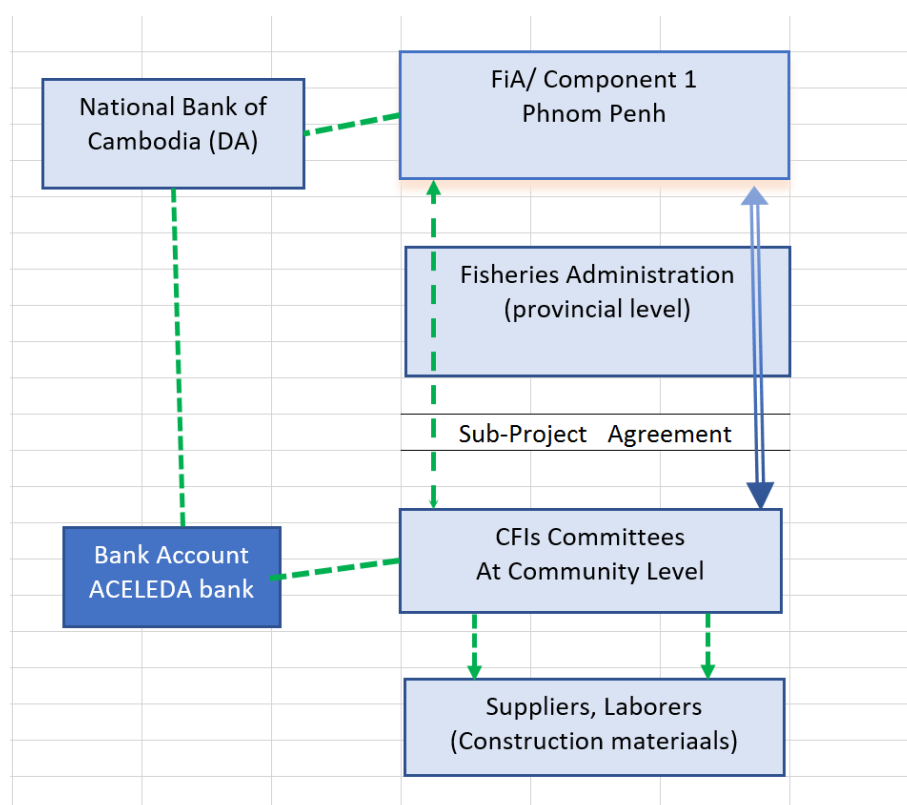 National Bank of
Cambodia (DA)
FiA/ Component 1
Phnom Penh
Fisheries Administration
(provincial level)
Sub-Project Agreement
Bank Account
ACELEDA bank
CFIs Committees
At Community Level
Suppliers, Laborers
(Construction materiaals)